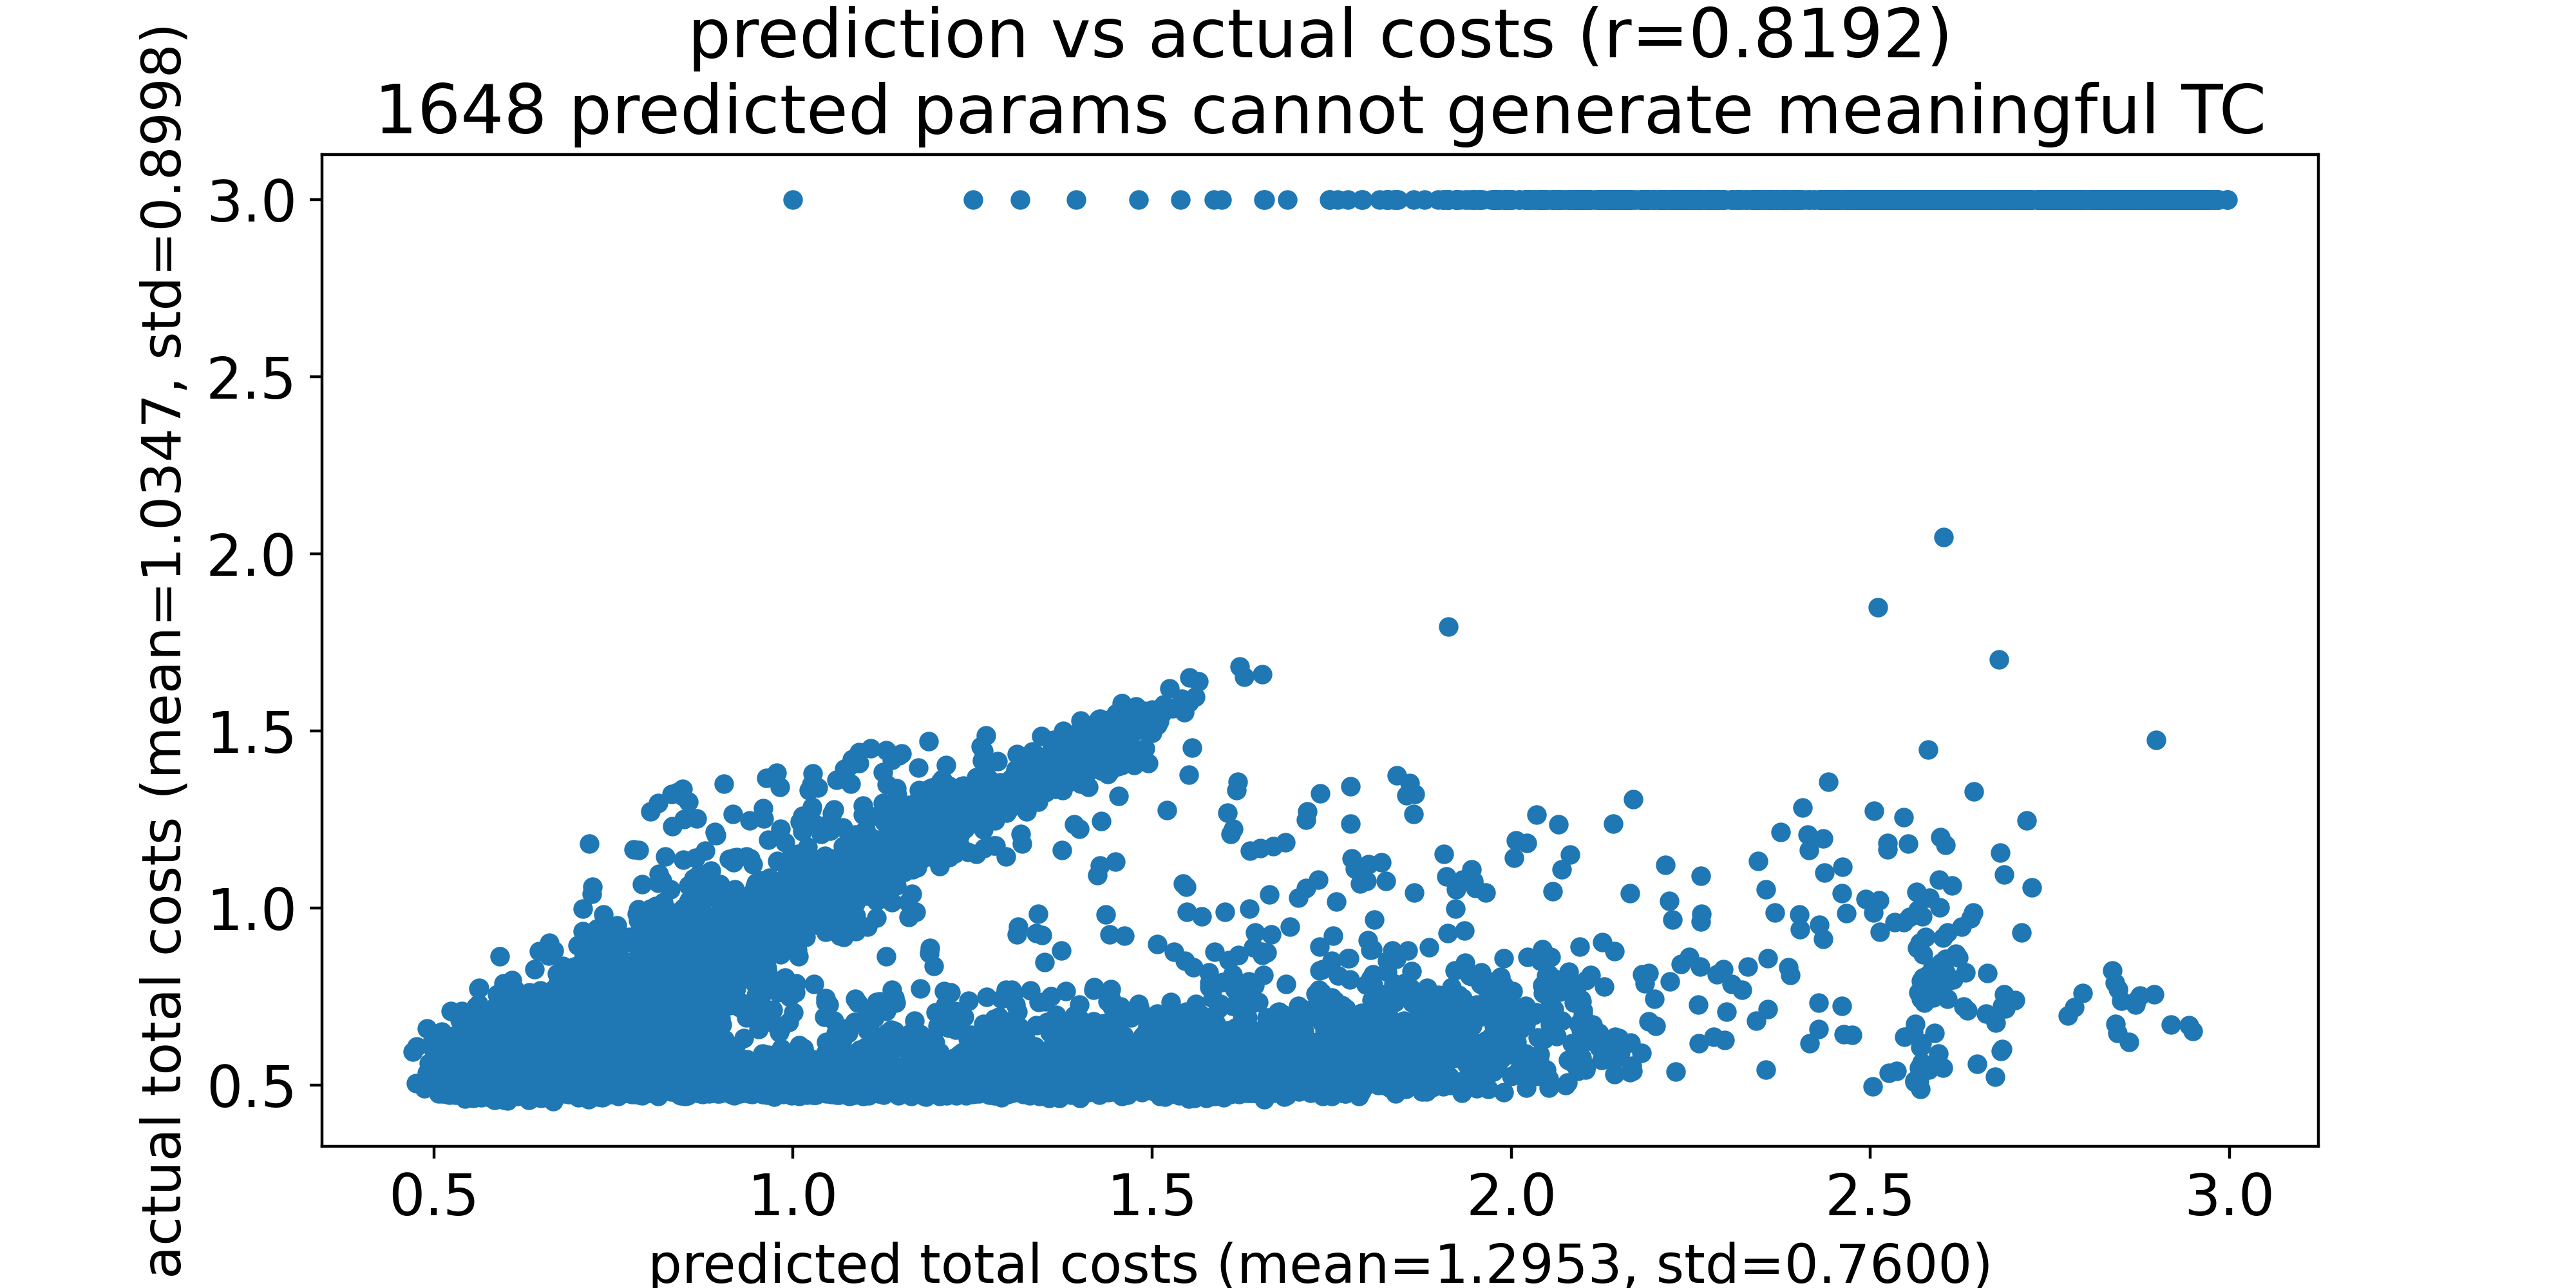 prediction vs actual costs (r=0.8192)
1648 predicted params cannot generate meaningful TC
actual total costs (mean=1.0347, std=0.8998)
3.0
2.5
2.0
1.5
1.0
0.5
0.5 1.0 1.5 2.0 2.5 3.0
predicted total costs (mean=1.2953, std=0.7600)